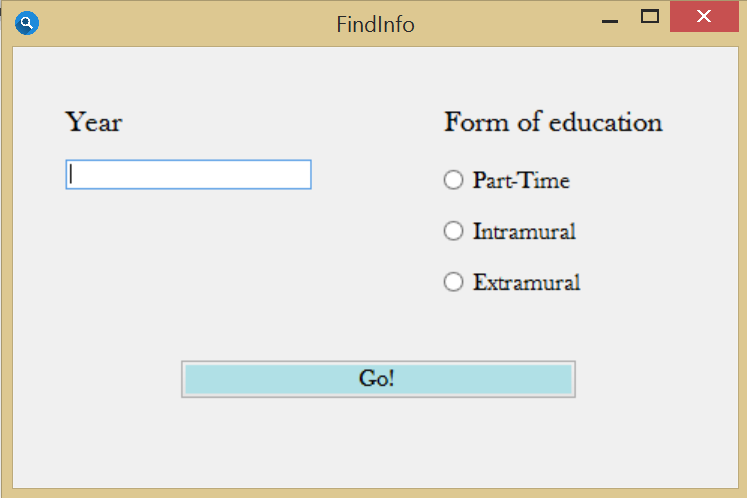 FindInfo
Year
Form of education
Part-Time
Intramural
Extramural
Go!